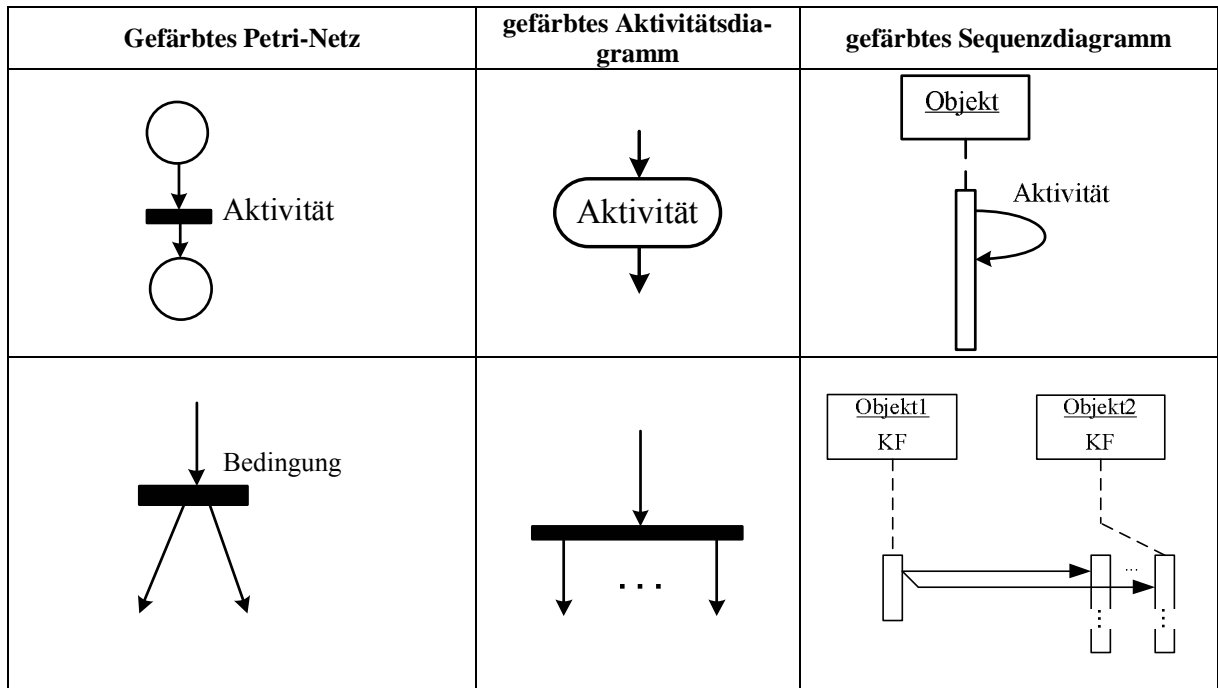 Gefärbtes Petri-Netz
gefärbtes Aktivitätsdia-
gramm
gefärbtes Sequenzdiagramm
Aktivität
Aktivität
Objekt
Aktivität
Bedingung
. . .
Objekt1
KF
Objekt2
KF
...